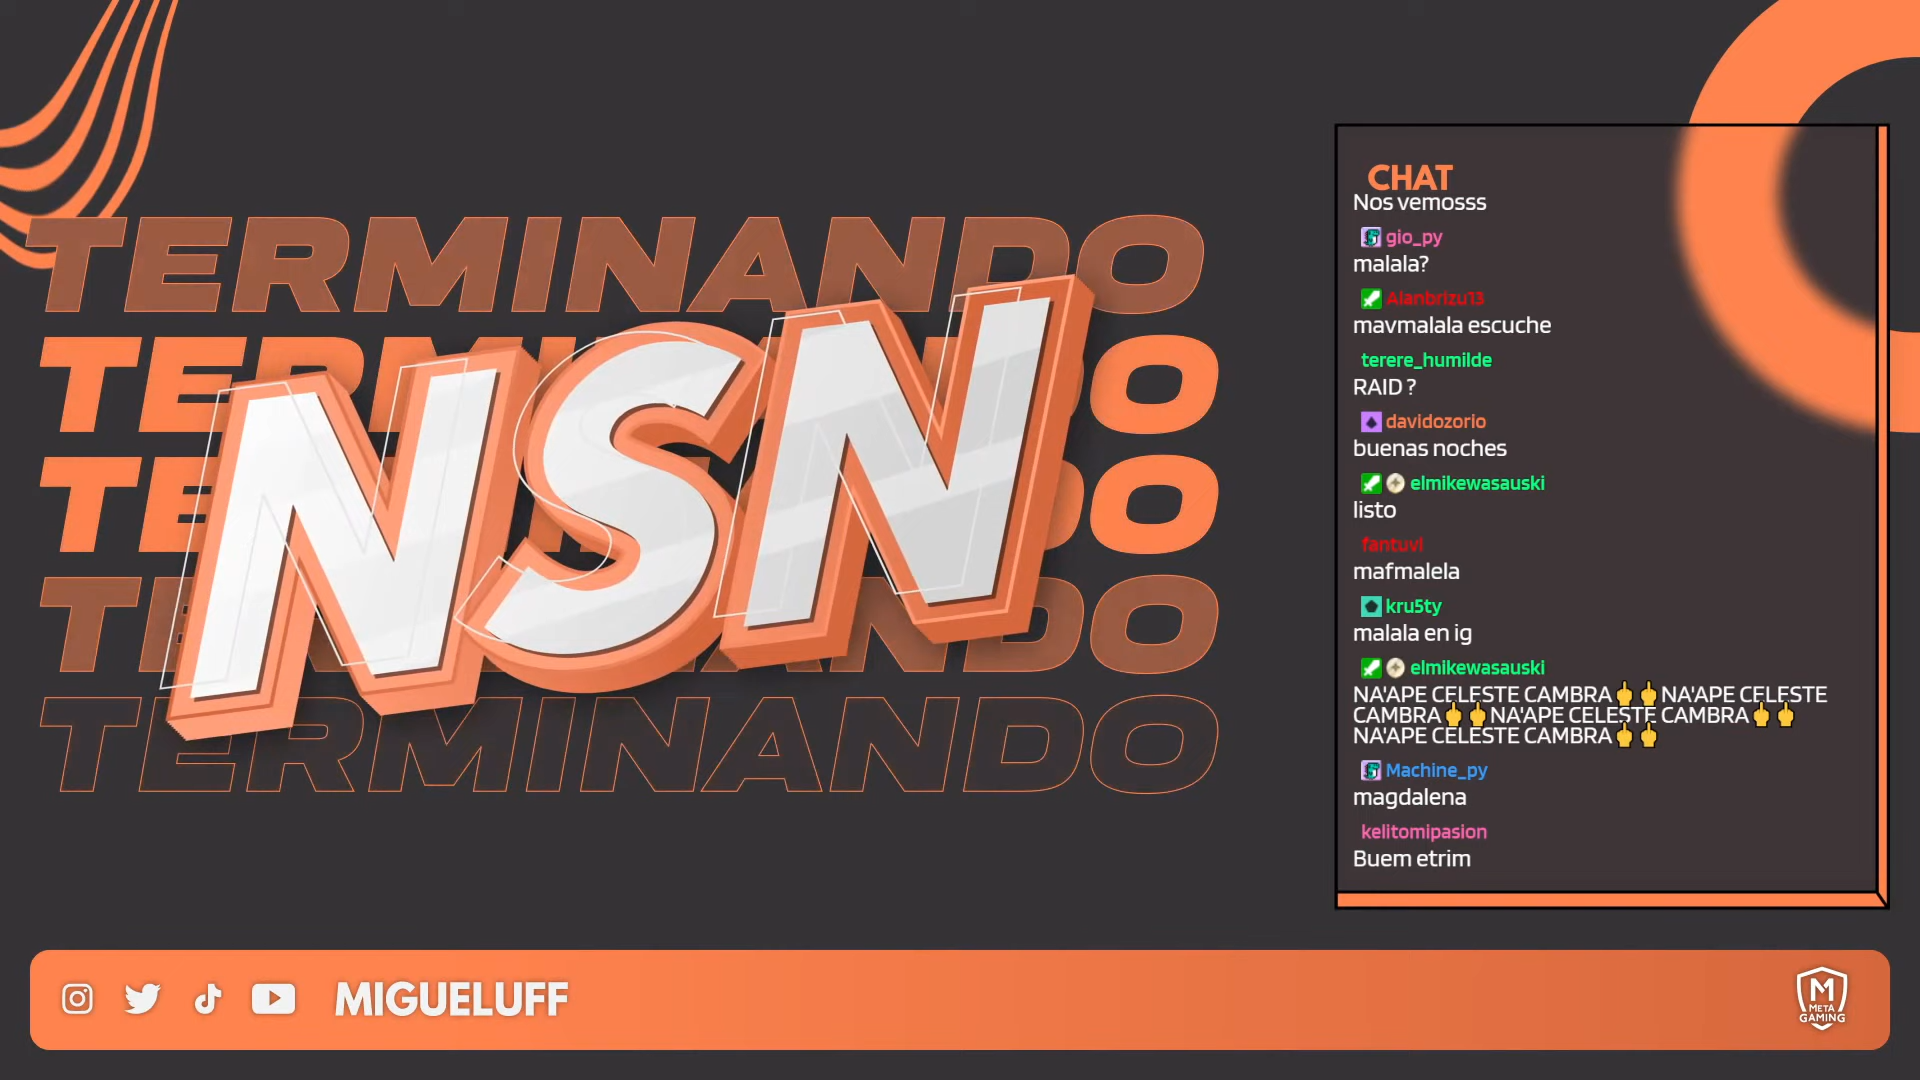 TERMINANDO
TERMINANDO
TERMINANDO
TERMINANDO
TERMINANDO
NSN
CHAT
Nos vemosss
gio_py
malala?
Alanbrizu13
mavmalala escuche
terere_humilde
RAID ?
davidozorio
buenas noches
elmikewasauski
listo
fantuvi
mafmalela
kru5ty
malala en ig
elmikewasauski
NA'APE CELESTE CAMBRA🖕🖕NA'APE CELESTE
CAMBRA🖕🖕NA'APE CELESTE CAMBRA🖕🖕
NA'APE CELESTE CAMBRA🖕🖕
Machine_py
magdalena
kelitomipasion
Buem etrim
MIGUELUFF
M
META
GAMING